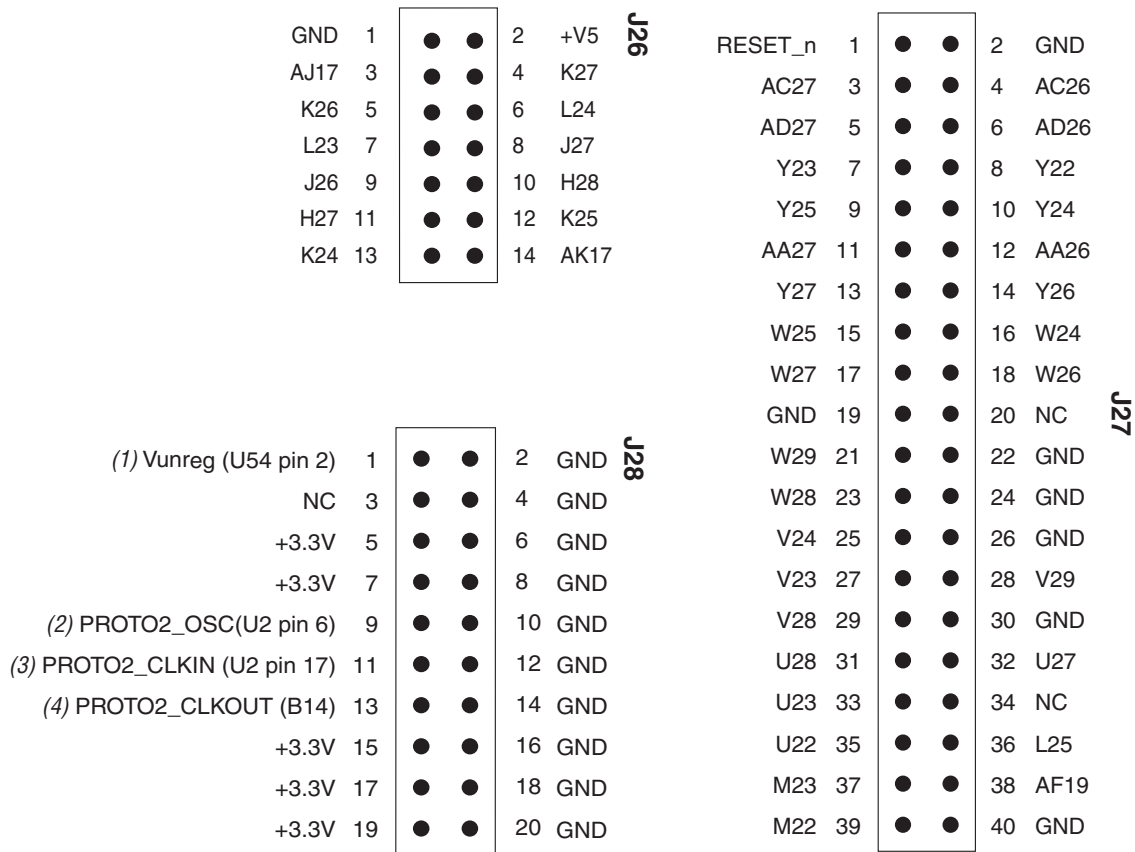 J26
GND 1 2 +V5
AJ17 3 4 K27
K26 5 6 L24
L23 7 8 J27
J26 9 10 H28
H27 11 12 K25
K24 13 14 AK17
J28
(1) Vunreg (U54 pin 2) 1 2 GND
NC 3 4 GND
+3.3V 5 6 GND
+3.3V 7 8 GND
(2) PROTO2_OSC(U2 pin 6) 9 10 GND
(3) PROTO2_CLKIN (U2 pin 17) 11 12 GND
(4) PROTO2_CLKOUT (B14) 13 14 GND
+3.3V 15 16 GND
+3.3V 17 18 GND
+3.3V 19 20 GND
J27
RESET_n 1 2 GND
AC27 3 4 AC26
AD27 5 6 AD26
Y23 7 8 Y22
Y25 9 10 Y24
AA27 11 12 AA26
Y27 13 14 Y26
W25 15 16 W24
W27 17 18 W26
GND 19 20 NC
W29 21 22 GND
W28 23 24 GND
V24 25 26 GND
V23 27 28 V29
V28 29 30 GND
U28 31 32 U27
U23 33 34 NC
U22 35 36 L25
M23 37 38 AF19
M22 39 40 GND